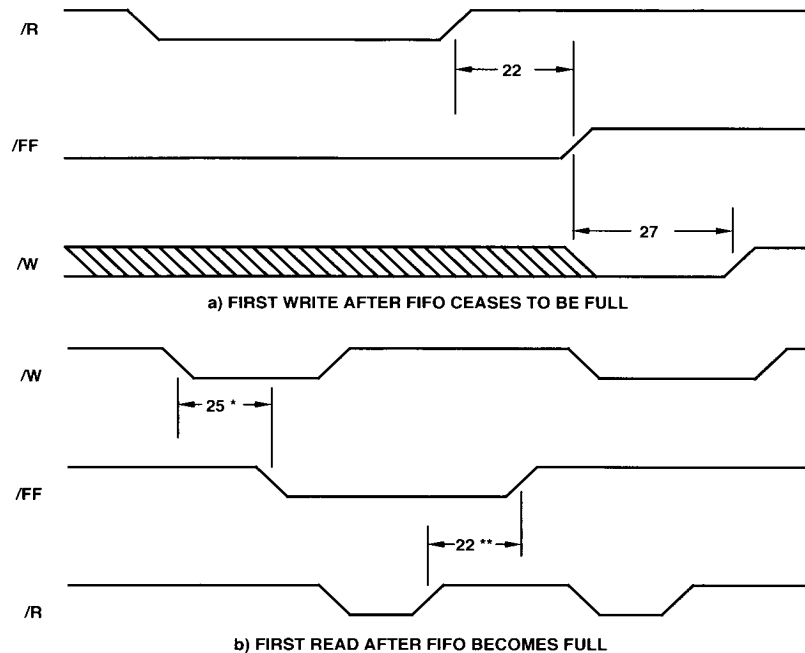 /R
22
/FF
27
/W
a) FIRST WRITE AFTER FIFO CEASES TO BE FULL
/W
25 *
/FF
22 **
/R
b) FIRST READ AFTER FIFO BECOMES FULL